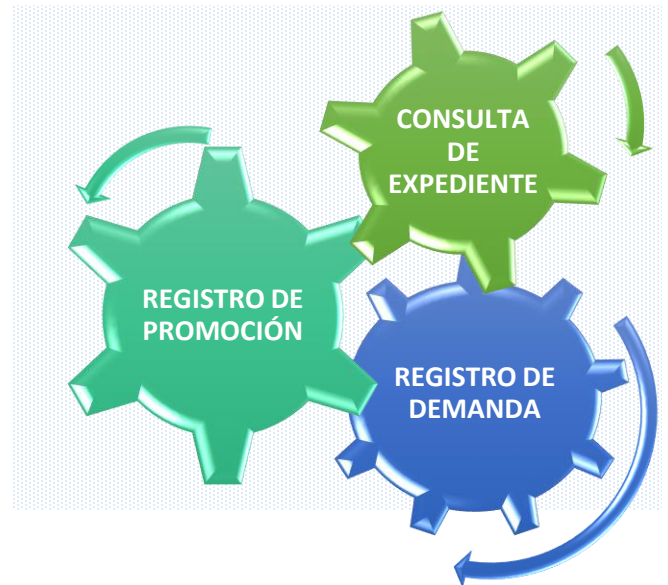 CONSULTA
DE
EXPEDIENTE
REGISTRO DE
PROMOCIÓN
REGISTRO DE
DEMANDA